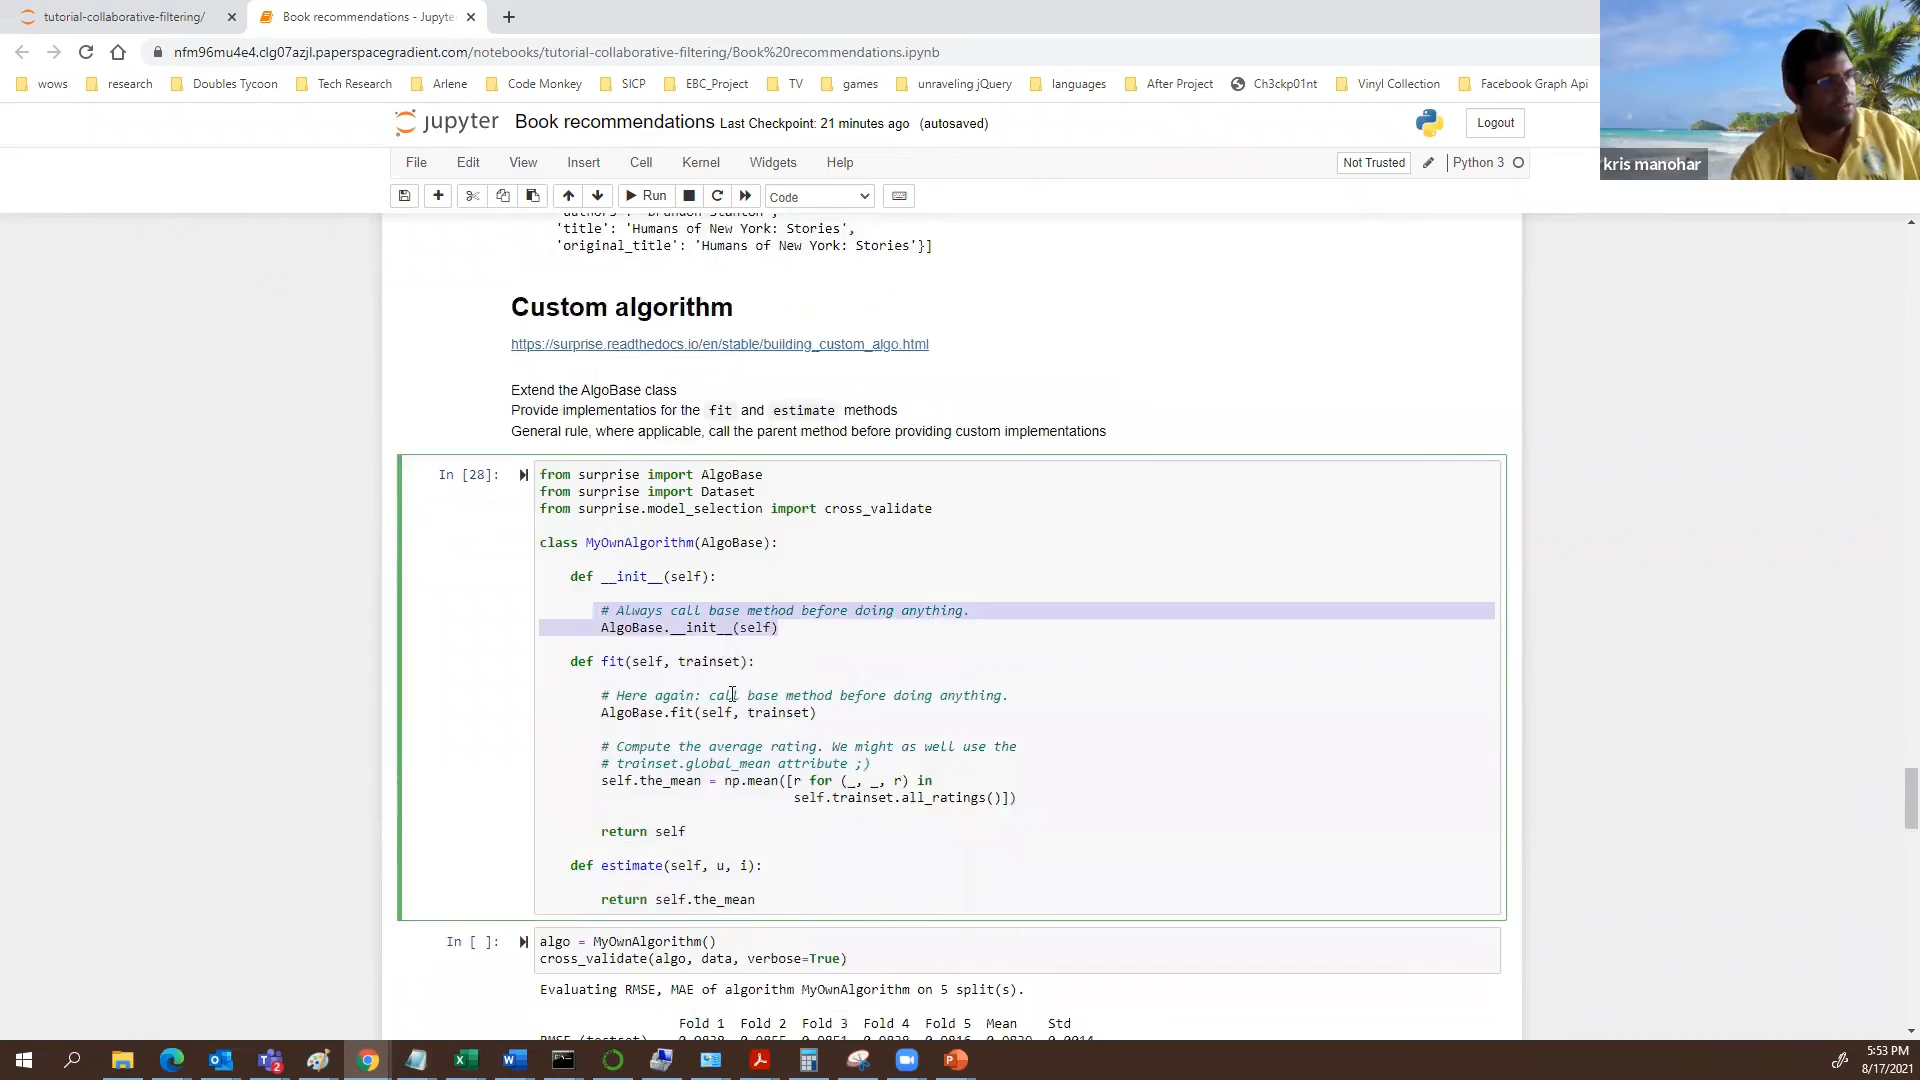 tutorial-collaborative-filtering/
Book recommendations - Jupyte
nfm96mu4e4.clg07azjl.paperspacegradient.com/notebooks/tutorial-collaborative-filtering/Book%20recommendations.ipynb
wows research Doubles Tycoon Tech Research Arlene Code Monkey SICP EBC_Project TV games unraveling jQuery languages After Project Ch3ckp01nt Vinyl Collection Facebook Graph Api
kris manohar
jupyter Book recommendations Last Checkpoint: 21 minutes ago (autosaved) Logout
File Edit View Insert Cell Kernel Widgets Help Not Trusted Python 3
Run Code
'authors': 'Brandon Stanton',
'title': 'Humans of New York: Stories',
'original_title': 'Humans of New York: Stories'}]
Custom algorithm
https://surprise.readthedocs.io/en/stable/building_custom_algo.html
Extend the AlgoBase class
Provide implementatios for the fit and estimate methods
General rule, where applicable, call the parent method before providing custom implementations
In [28]:
from surprise import AlgoBase
from surprise import Dataset
from surprise.model_selection import cross_validate
class MyOwnAlgorithm(AlgoBase):
def __init__(self):
# Always call base method before doing anything.
AlgoBase.__init__(self)
def fit(self, trainset):
# Here again: call base method before doing anything.
AlgoBase.fit(self, trainset)
# Compute the average rating. We might as well use the
# trainset.global_mean attribute ;)
self.the_mean = np.mean([r for (_, _, r) in
self.trainset.all_ratings()])
return self
def estimate(self, u, i):
return self.the_mean
In [ ]:
algo = MyOwnAlgorithm()
cross_validate(algo, data, verbose=True)
Evaluating RMSE, MAE of algorithm MyOwnAlgorithm on 5 split(s).
Fold 1 Fold 2 Fold 3 Fold 4 Fold 5 Mean Std
5:53 PM
8/17/2021